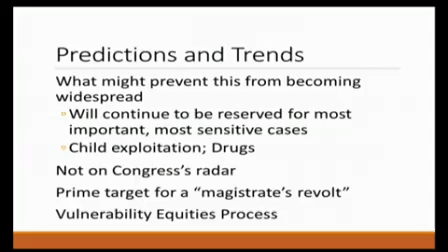 Predictions and Trends
What might prevent this from becoming
widespread
Will continue to be reserved for most
important, most sensitive cases
Child exploitation; Drugs
Not on Congress's radar
Prime target for a “magistrate's revolt”
Vulnerability Equities Process